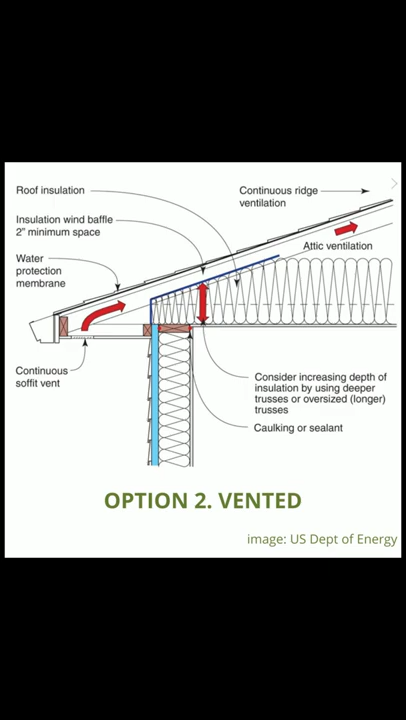 Roof insulation
Continuous ridge
ventilation
Insulation wind baffle
2" minimum space
Attic ventilation
Water
protection
membrane
Continuous
soffit vent
Consider increasing depth of
insulation by using deeper
trusses or oversized (longer)
trusses
Caulking or sealant
OPTION 2. VENTED
image: US Dept of Energy